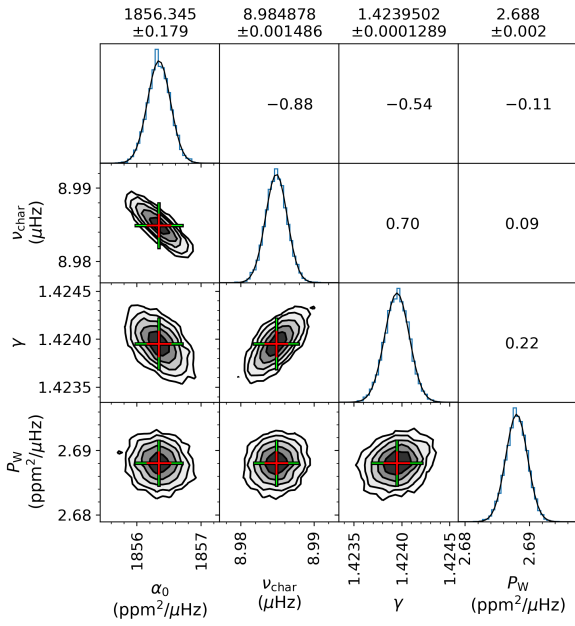 1856.345 8.984878 1.4239502 2.688
±0.179 ±0.001486 ±0.0001289 ±0.002
−0.88 −0.54 −0.11
8.99
8.98
ν_char
(μHz)
0.70 0.09
1.4245
1.4240
1.4235
γ
0.22
2.69
2.68
P_W
(ppm²/μHz)
1856 1857 8.98 8.99 1.4235 1.4240 1.4245 2.68 2.69
α₀ ν_char γ P_W
(ppm²/μHz) (μHz) (ppm²/μHz)